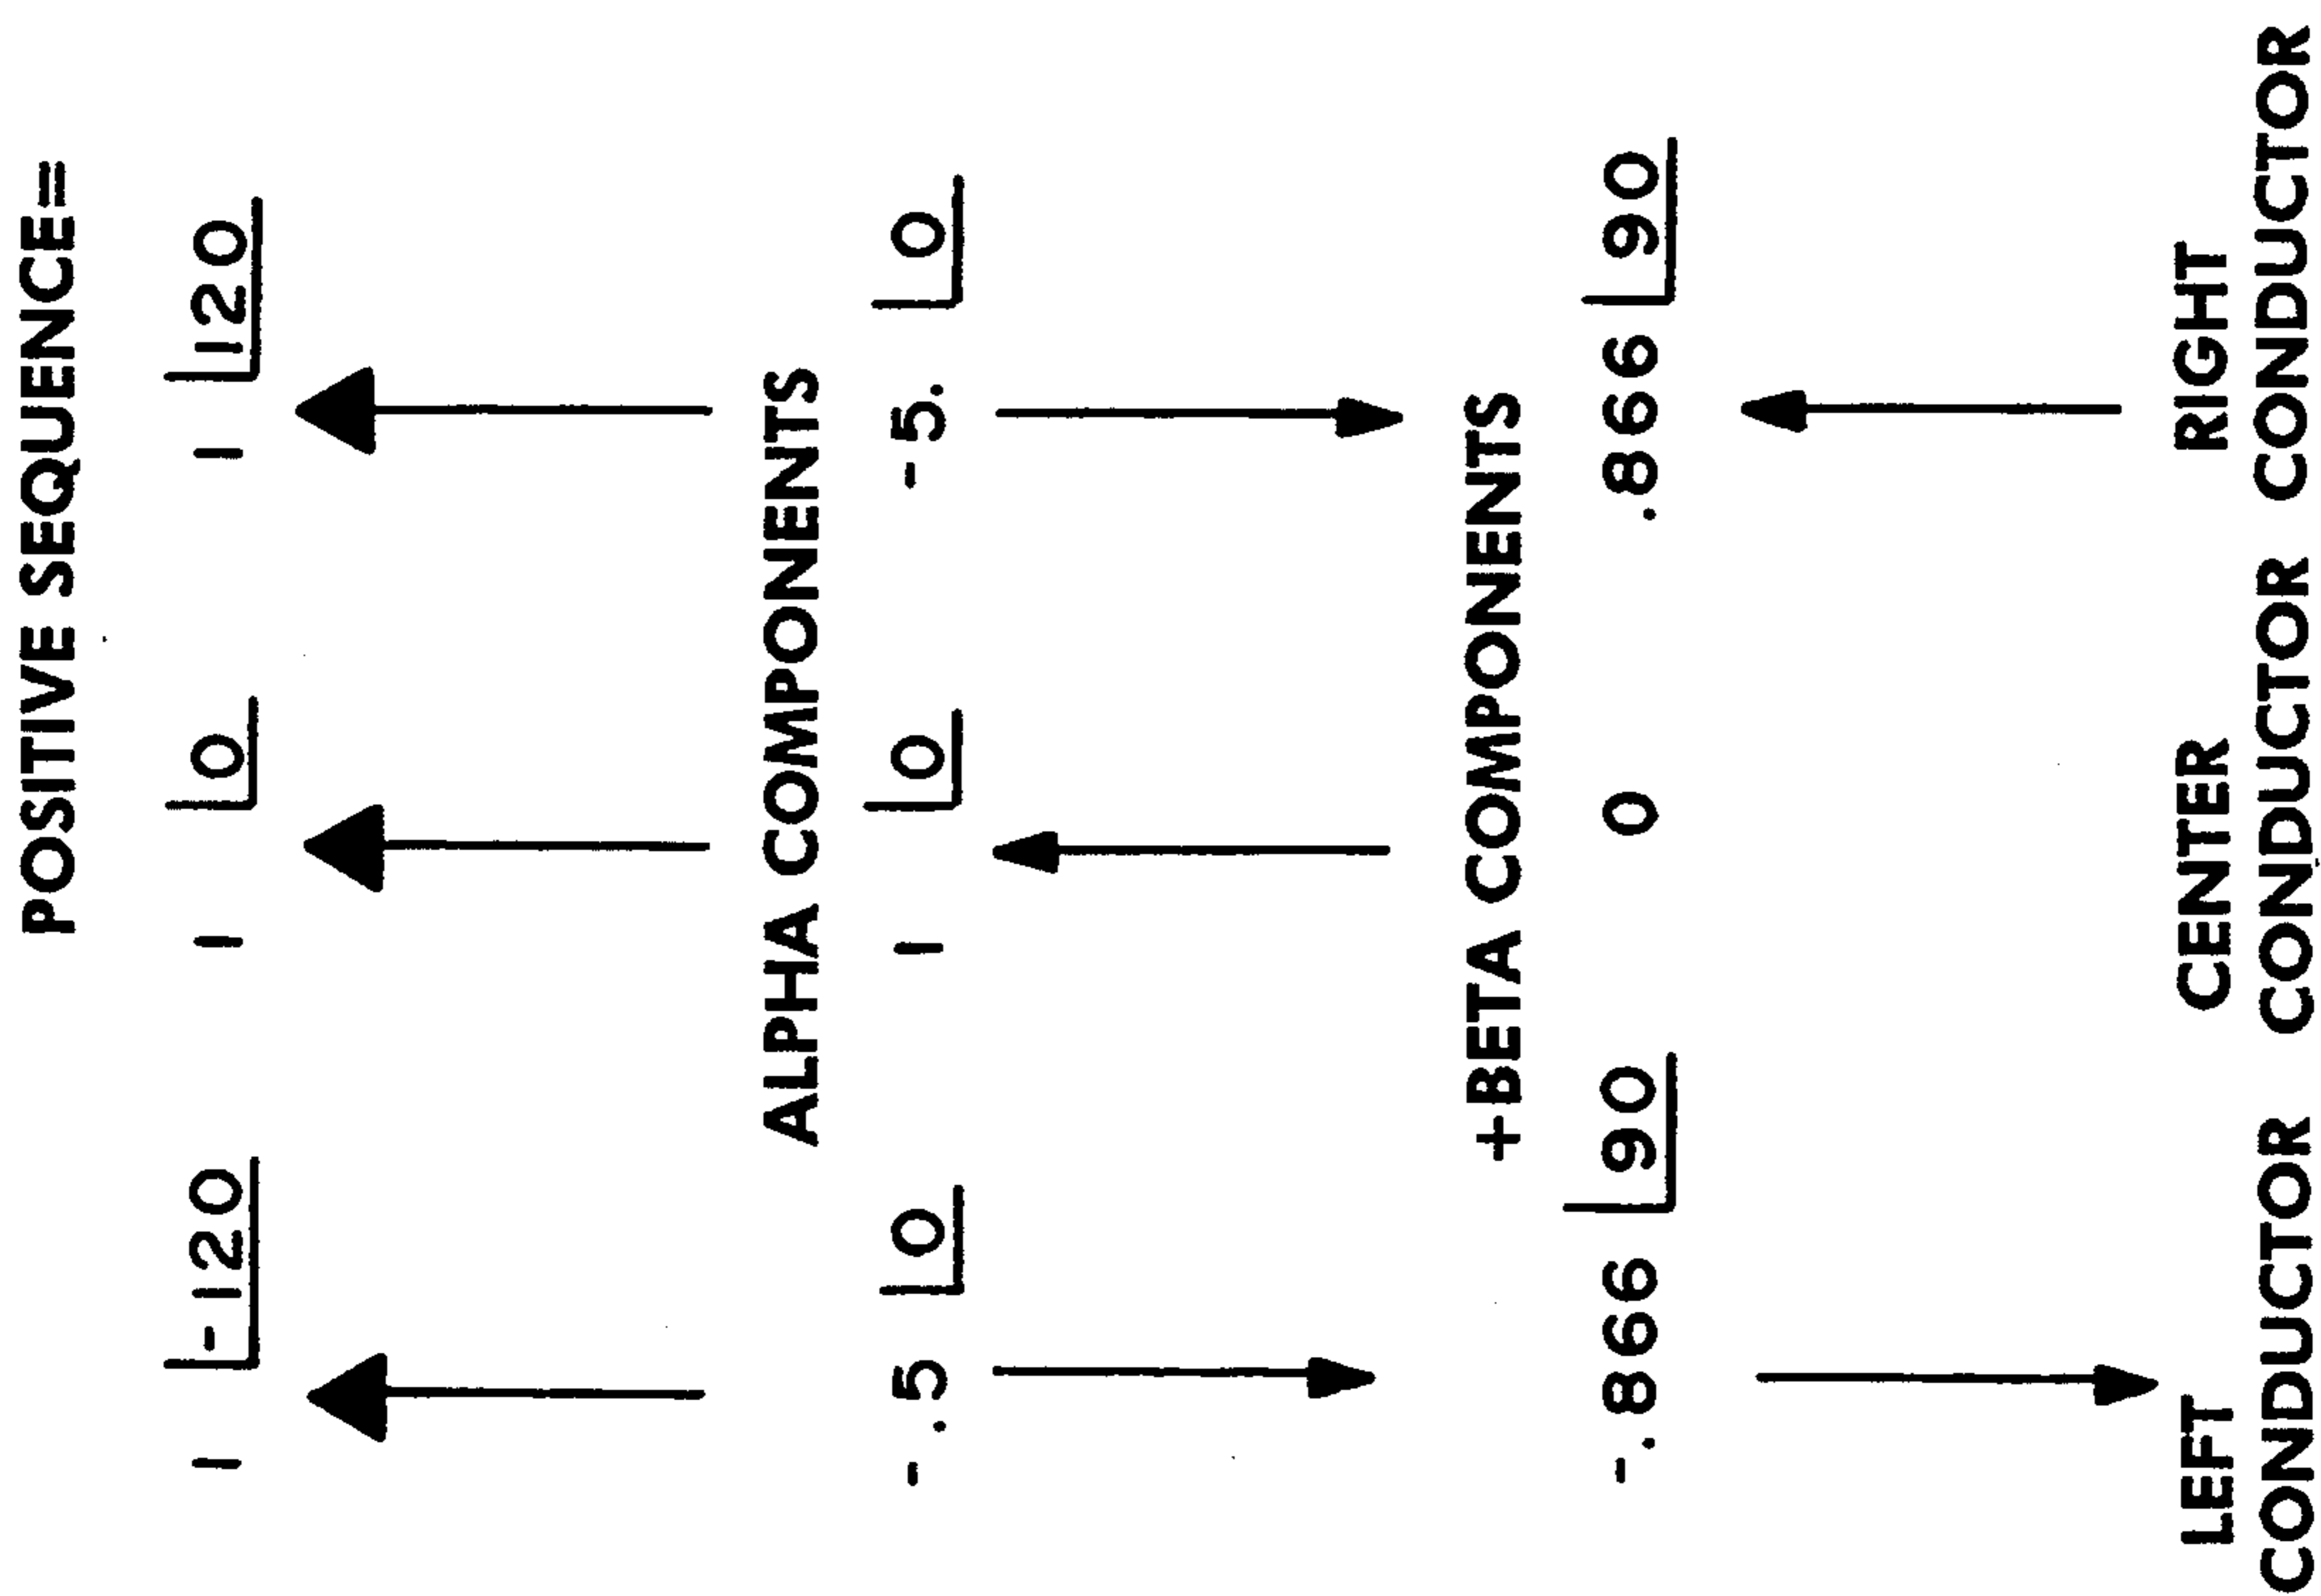 POSITIVE SEQUENCE=
1 |-120 1 |0 1 |120
ALPHA COMPONENTS
-.5 |0 1 |0 -5. |0
+BETA COMPONENTS
-.866 |90 0 .866 |90
LEFT CENTER RIGHT
CONDUCTOR CONDUCTOR CONDUCTOR